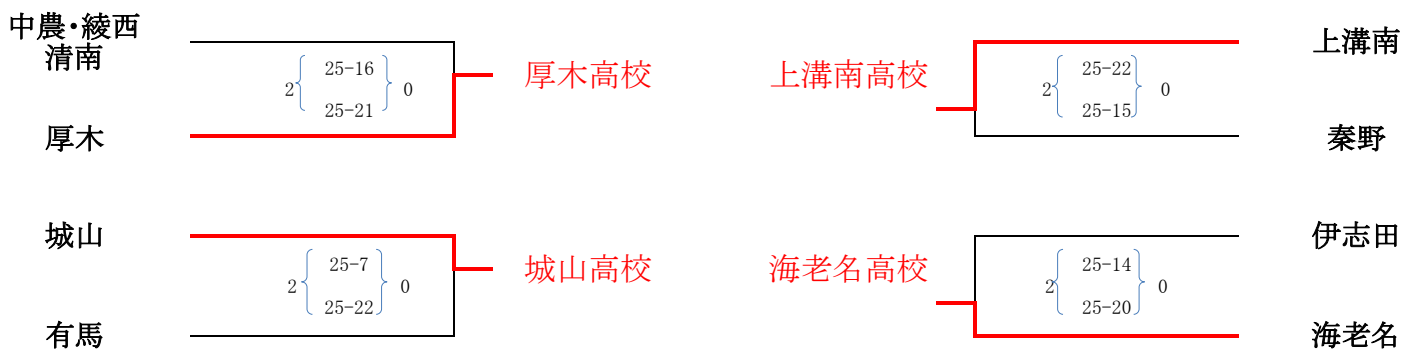 中農・綾西
清南
25-16
2 0
25-21
厚木高校
厚木
城山
25-7
2 0
25-22
城山高校
有馬
上溝南
上溝南高校
25-22
2 0
25-15
秦野
伊志田
海老名高校
25-14
2 0
25-20
海老名